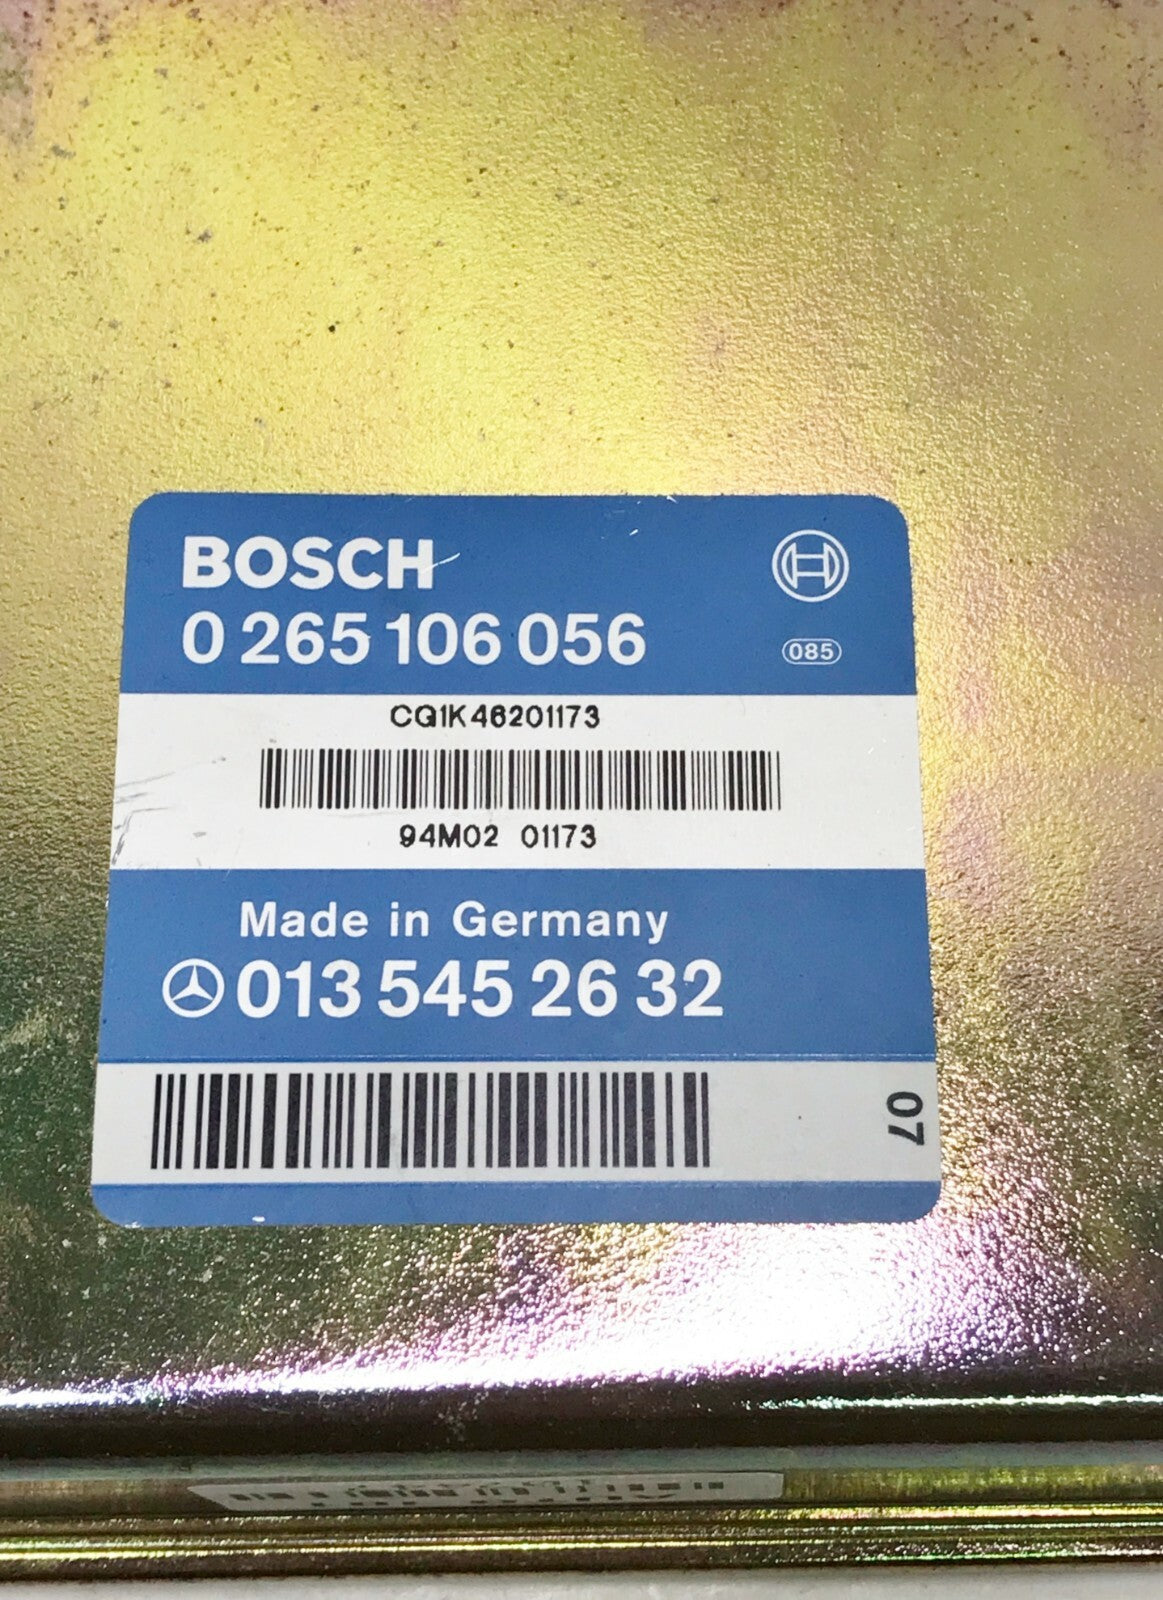 BOSCH
0 265 106 056
085
CQ1K46201173
94M02 01173
Made in Germany
013 545 26 32
07